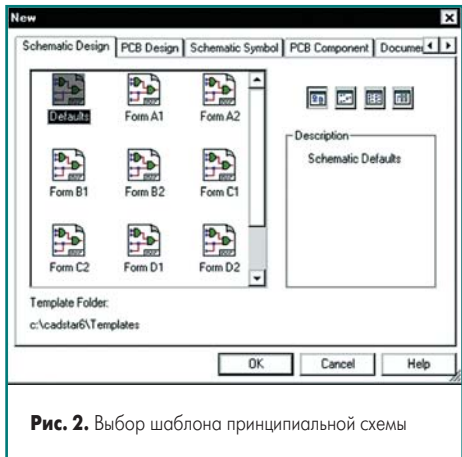 New
Schematic Design PCB Design Schematic Symbol PCB Component Documer
Defaults Form A1 Form A2
Description
Schematic Defaults
Form B1 Form B2 Form C1
Form C2 Form D1 Form D2
Template Folder:
c:\cadstar6\Templates
OK Cancel Help
Рис. 2. Выбор шаблона принципиальной схемы